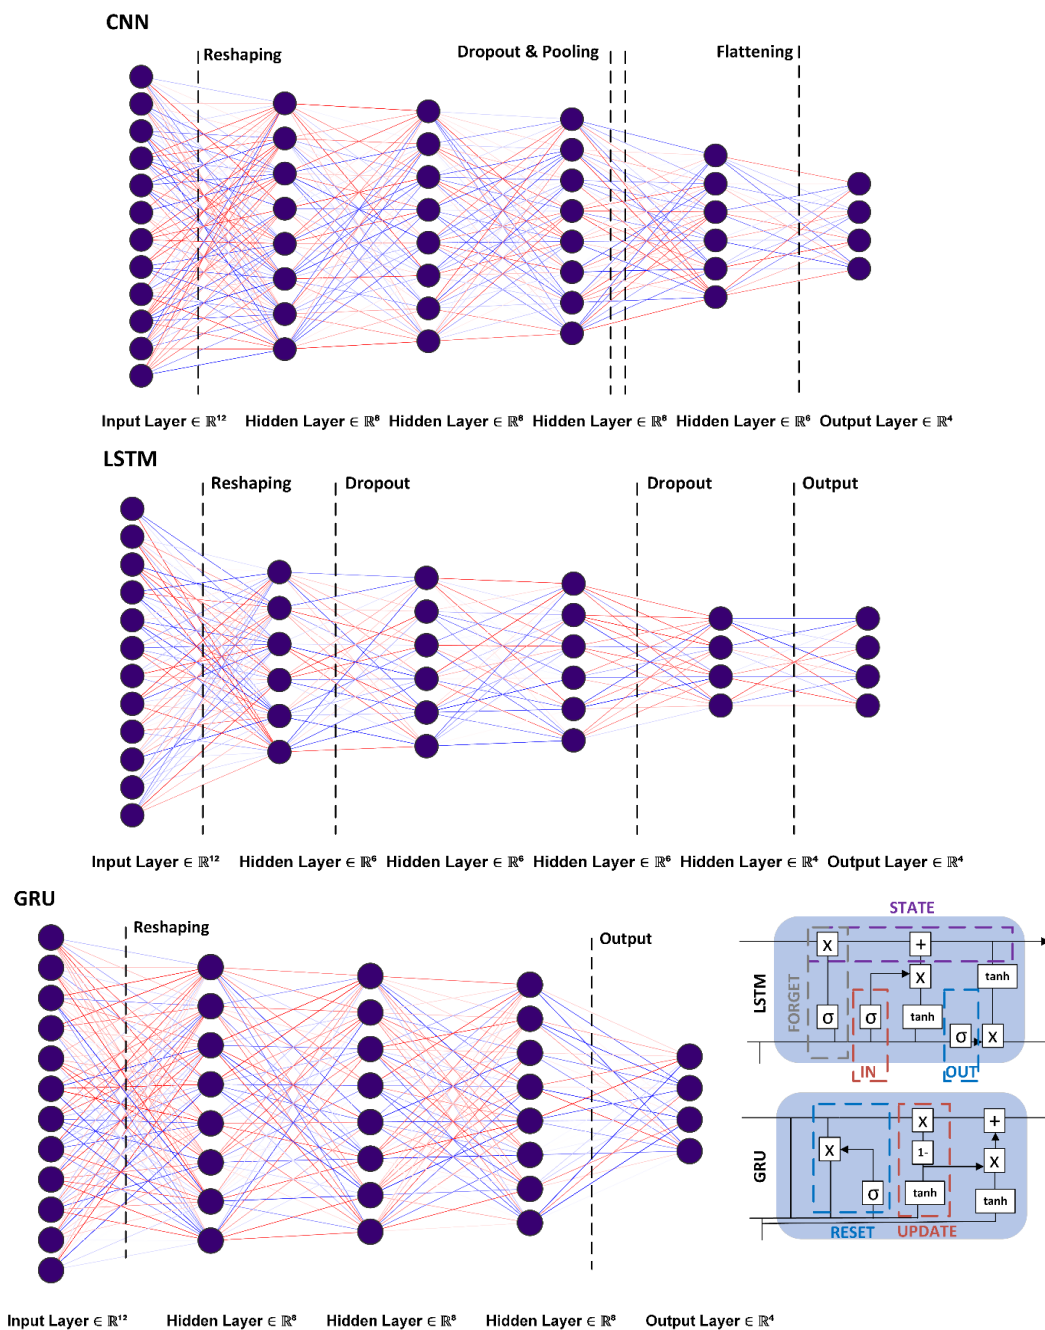 CNN
Reshaping
Dropout & Pooling
Flattening
Input Layer ∈ ℝ¹² Hidden Layer ∈ ℝ⁸ Hidden Layer ∈ ℝ⁸ Hidden Layer ∈ ℝ⁸ Hidden Layer ∈ ℝ⁶ Output Layer ∈ ℝ⁴
LSTM
Reshaping
Dropout
Dropout
Output
Input Layer ∈ ℝ¹² Hidden Layer ∈ ℝ⁶ Hidden Layer ∈ ℝ⁶ Hidden Layer ∈ ℝ⁶ Hidden Layer ∈ ℝ⁴ Output Layer ∈ ℝ⁴
GRU
Reshaping
Output
Input Layer ∈ ℝ¹² Hidden Layer ∈ ℝ⁸ Hidden Layer ∈ ℝ⁸ Hidden Layer ∈ ℝ⁸ Output Layer ∈ ℝ⁴
STATE
LSTM
FORGET
X
+
X
tanh
σ
σ
tanh
σ
X
IN
OUT
GRU
X
+
X
1-
X
σ
tanh
tanh
RESET
UPDATE